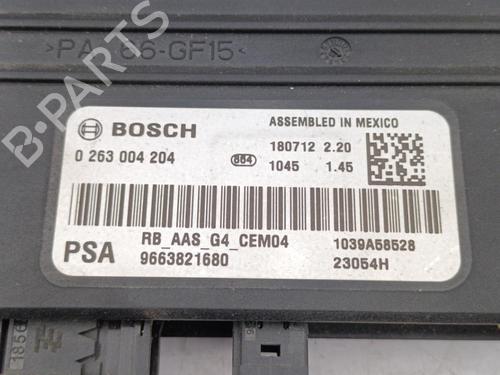 >PA 66-GF15<
B-PARTS
BOSCH
ASSEMBLED IN MEXICO
0 263 004 204
180712 2.20
864 1045 1.45
RB_AAS_G4_CEM04 1039A58528
PSA 9663821680 23054H